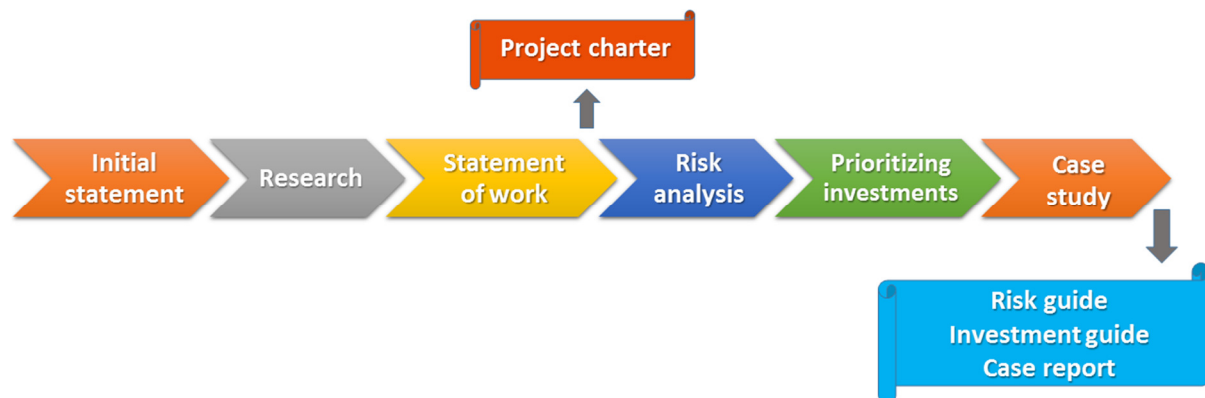 Project charter
Initial
statement
Research
Statement
of work
Risk
analysis
Prioritizing
investments
Case
study
Risk guide
Investment guide
Case report